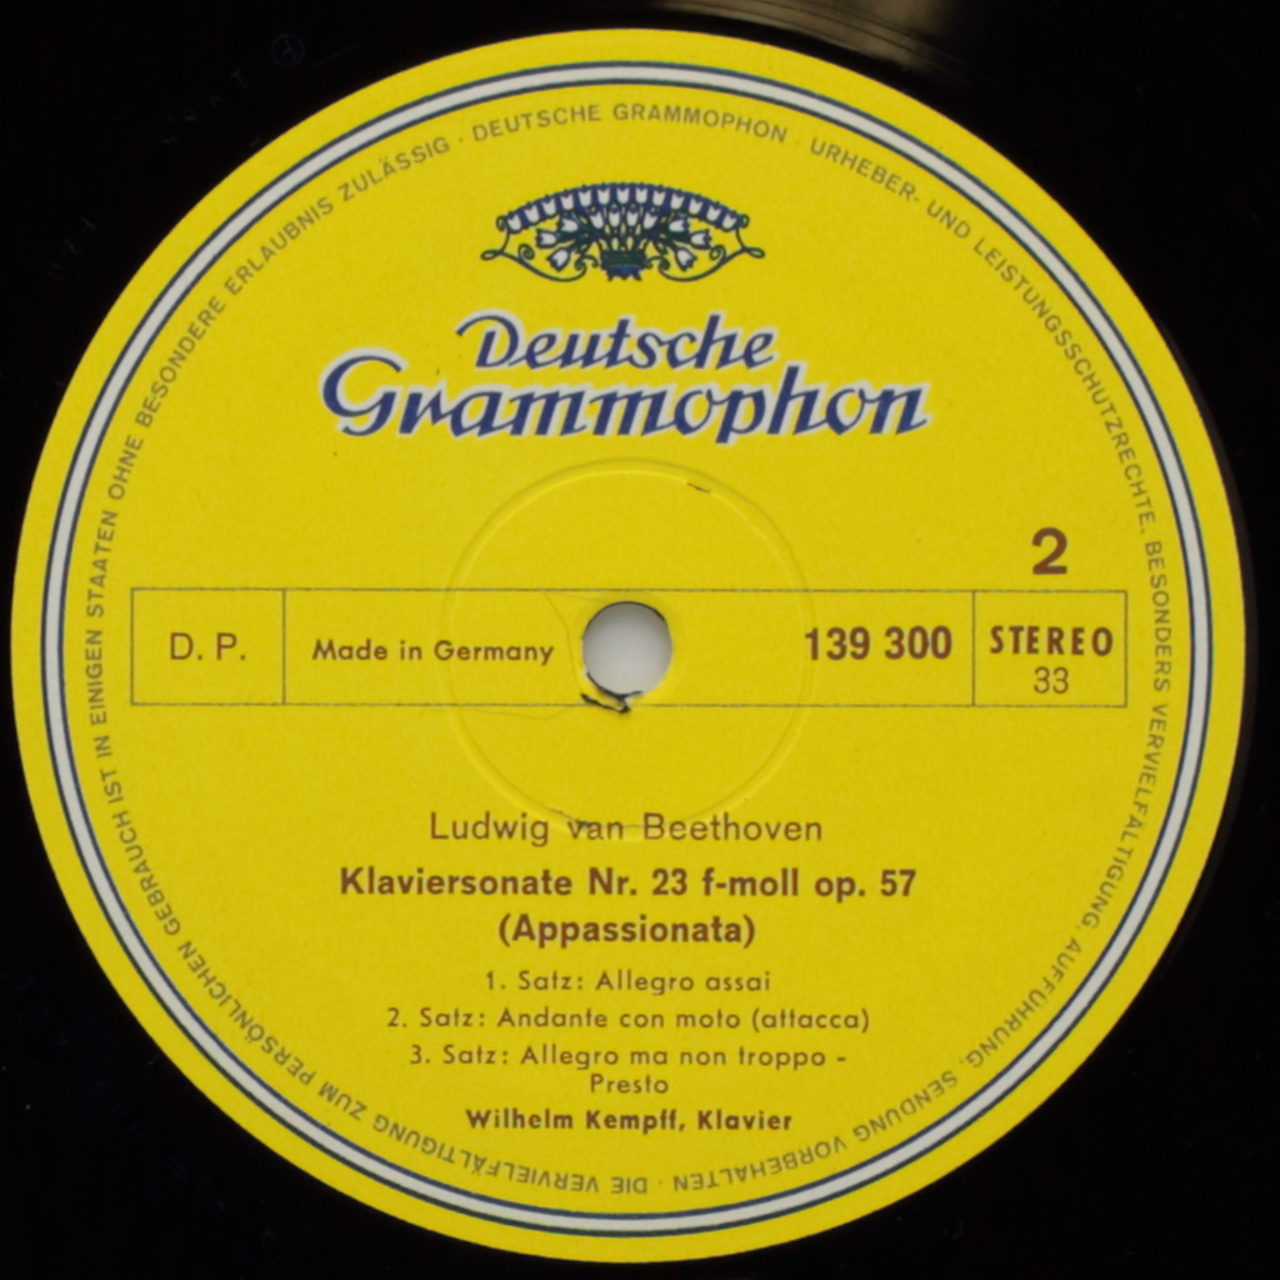 DEUTSCHE GRAMMOPHON · URHEBER- UND LEISTUNGSSCHUTZRECHTE, BESONDERS VERVIELFÄLTIGUNG, AUFFÜHRUNG, SENDUNG VORBEHALTEN · DIE VERVIELFÄLTIGUNG ZUM PERSÖNLICHEN GEBRAUCH IST IN EINIGEN STAATEN OHNE BESONDERE ERLAUBNIS ZULÄSSIG ·
Deutsche
Grammophon
2
D. P.
Made in Germany
139 300
STEREO
33
Ludwig van Beethoven
Klaviersonate Nr. 23 f-moll op. 57
(Appassionata)
1. Satz: Allegro assai
2. Satz: Andante con moto (attacca)
3. Satz: Allegro ma non troppo -
Presto
Wilhelm Kempff, Klavier